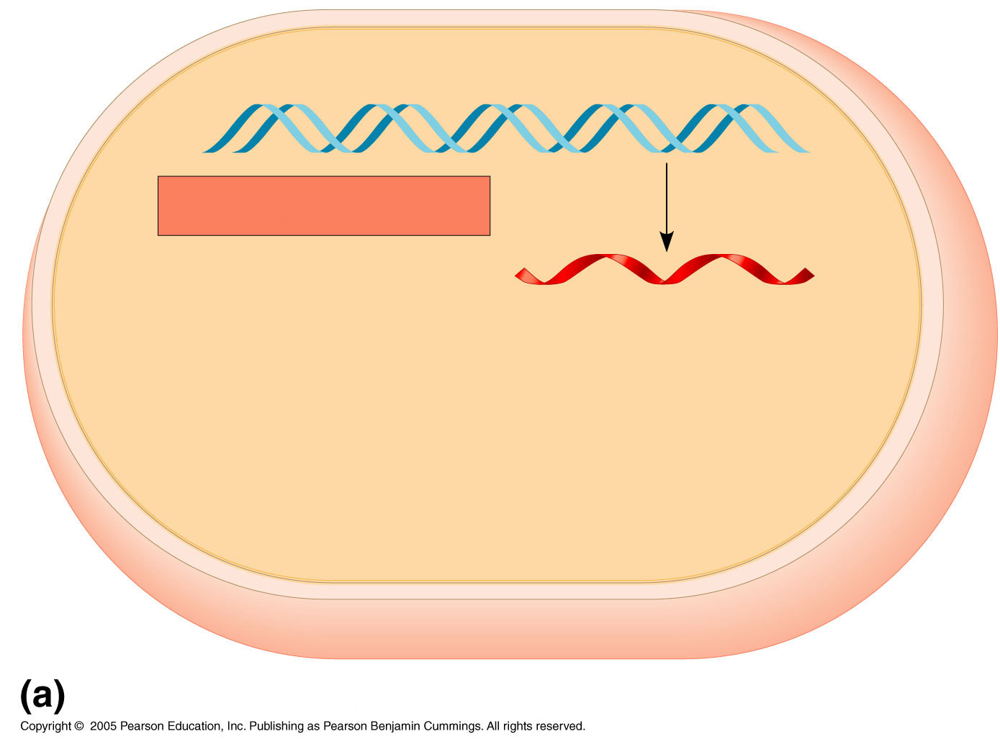 (a)
Copyright © 2005 Pearson Education, Inc. Publishing as Pearson Benjamin Cummings. All rights reserved.